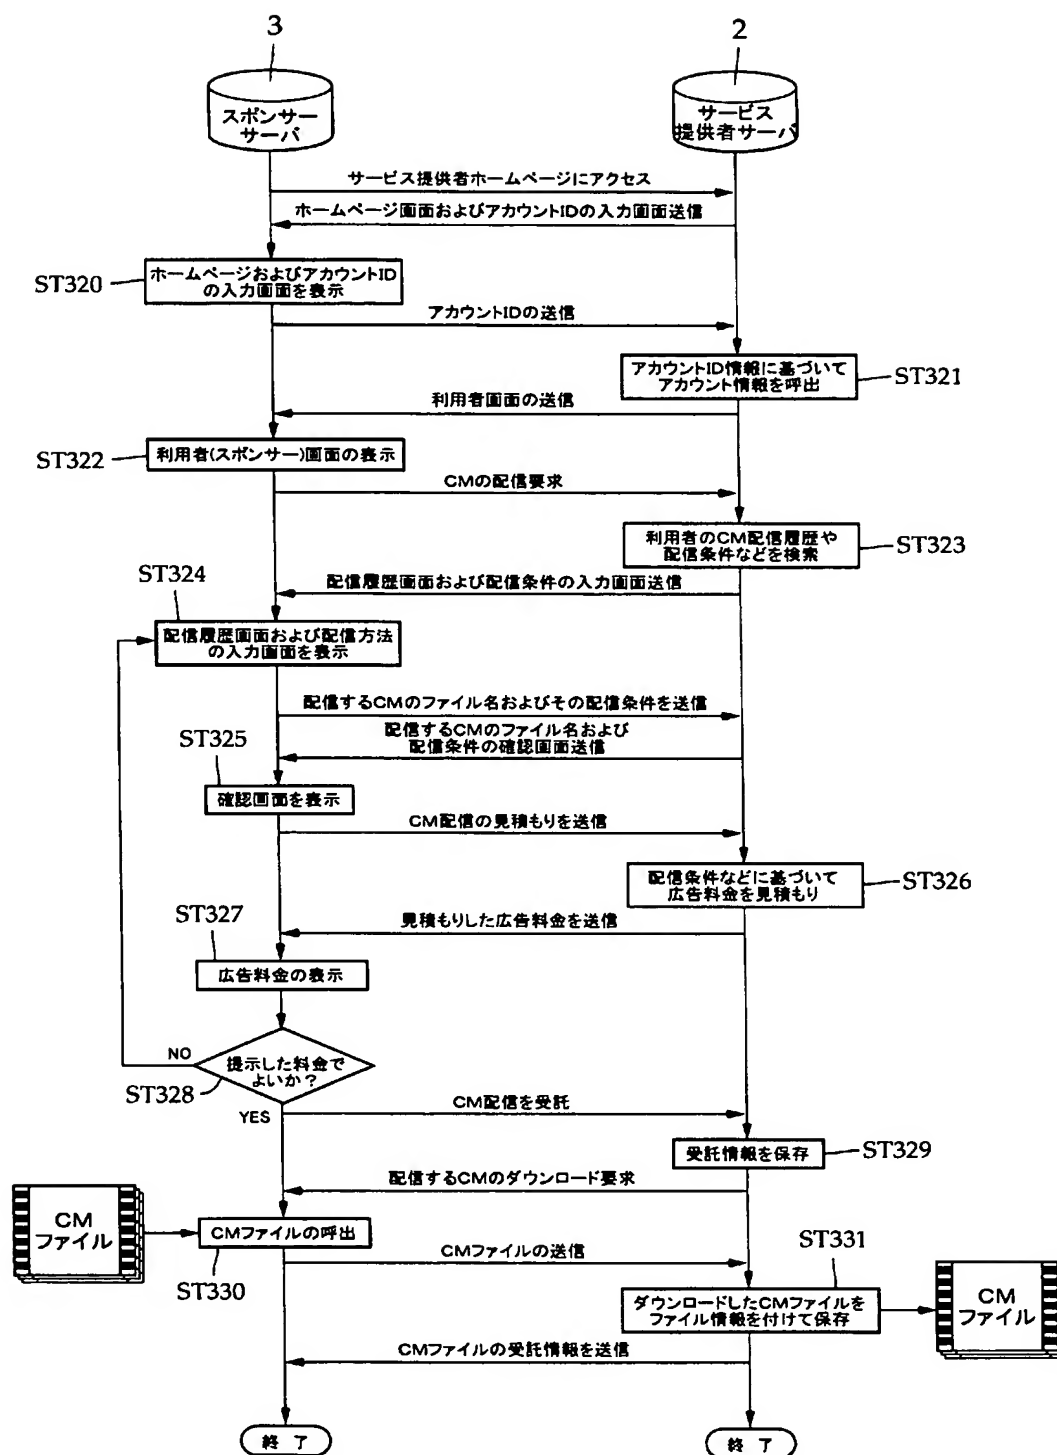 3
2
スポンサー
サーバ
サービス
提供者サーバ
サービス提供者ホームページにアクセス
ホームページ画面およびアカウントIDの入力画面送信
ST320
ホームページおよびアカウントID
の入力画面を表示
アカウントIDの送信
アカウントID情報に基づいて
アカウント情報を呼出
ST321
利用者画面の送信
ST322
利用者(スポンサー)画面の表示
CMの配信要求
利用者のCM配信履歴や
配信条件などを検索
ST323
ST324
配信履歴画面および配信条件の入力画面送信
配信履歴画面および配信方法
の入力画面を表示
配信するCMのファイル名およびその配信条件を送信
ST325
配信するCMのファイル名および
配信条件の確認画面送信
確認画面を表示
CM配信の見積もりを送信
配信条件などに基づいて
広告料金を見積もり
ST326
ST327
見積もりした広告料金を送信
広告料金の表示
NO
提示した料金で
よいか？
ST328
YES
CM配信を受託
受託情報を保存
ST329
配信するCMのダウンロード要求
CM
ファイル
CMファイルの呼出
ST330
CMファイルの送信
ST331
ダウンロードしたCMファイルを
ファイル情報を付けて保存
CM
ファイル
CMファイルの受託情報を送信
終 了
終 了